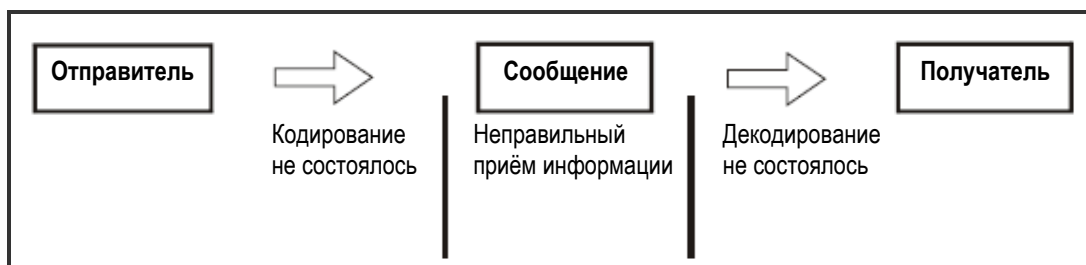 Отправитель
Сообщение
Получатель
Кодирование
не состоялось
Неправильный
приём информации
Декодирование
не состоялось